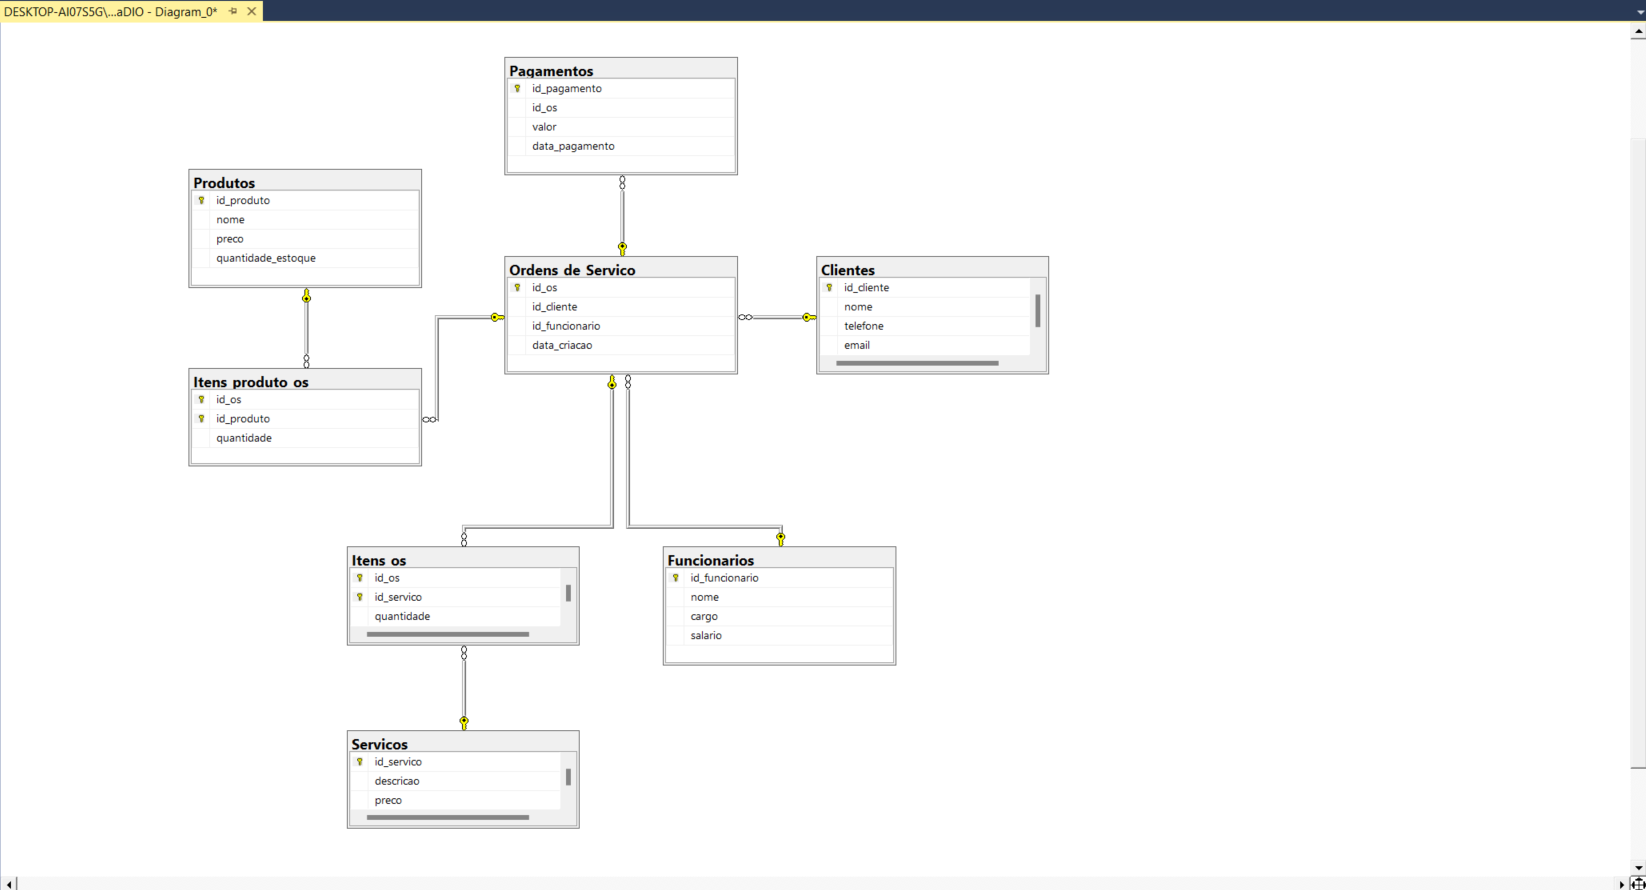 DESKTOP-AI07S5G\...aDIO - Diagram_0*
Pagamentos
id_pagamento
id_os
valor
data_pagamento
Produtos
id_produto
nome
preco
quantidade_estoque
Ordens de Servico
id_os
id_cliente
id_funcionario
data_criacao
Clientes
id_cliente
nome
telefone
email
Itens produto os
id_os
id_produto
quantidade
Itens os
id_os
id_servico
quantidade
Funcionarios
id_funcionario
nome
cargo
salario
Servicos
id_servico
descricao
preco